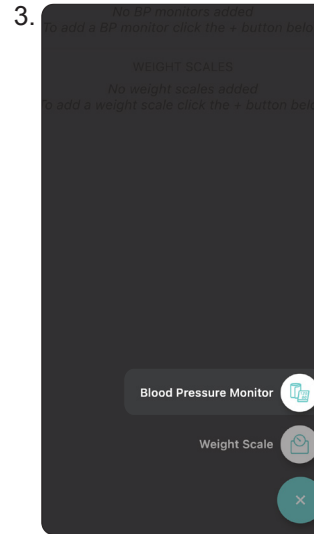 3.
No BP monitors added
To add a BP monitor click the + button belo
WEIGHT SCALES
No weight scales added
To add a weight scale click the + button belo
Blood Pressure Monitor
Weight Scale